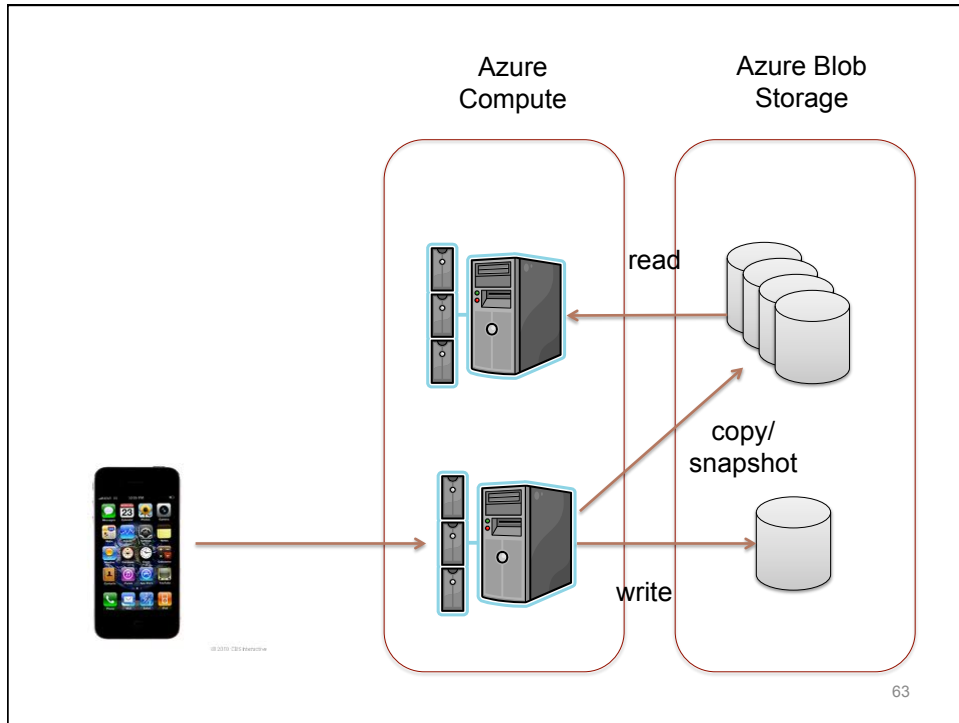 Azure
Compute
Azure Blob
Storage
read
copy/
snapshot
write
63